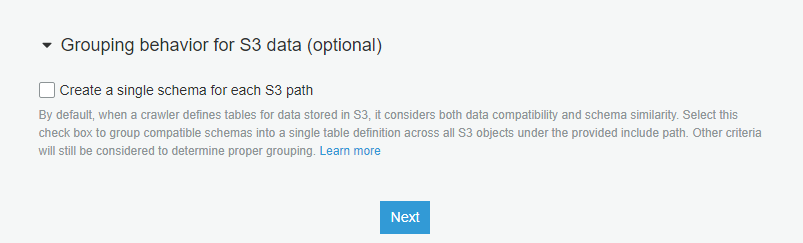 Grouping behavior for S3 data (optional)
Create a single schema for each S3 path
By default, when a crawler defines tables for data stored in S3, it considers both data compatibility and schema similarity. Select this
check box to group compatible schemas into a single table definition across all S3 objects under the provided include path. Other criteria
will still be considered to determine proper grouping. Learn more
Next